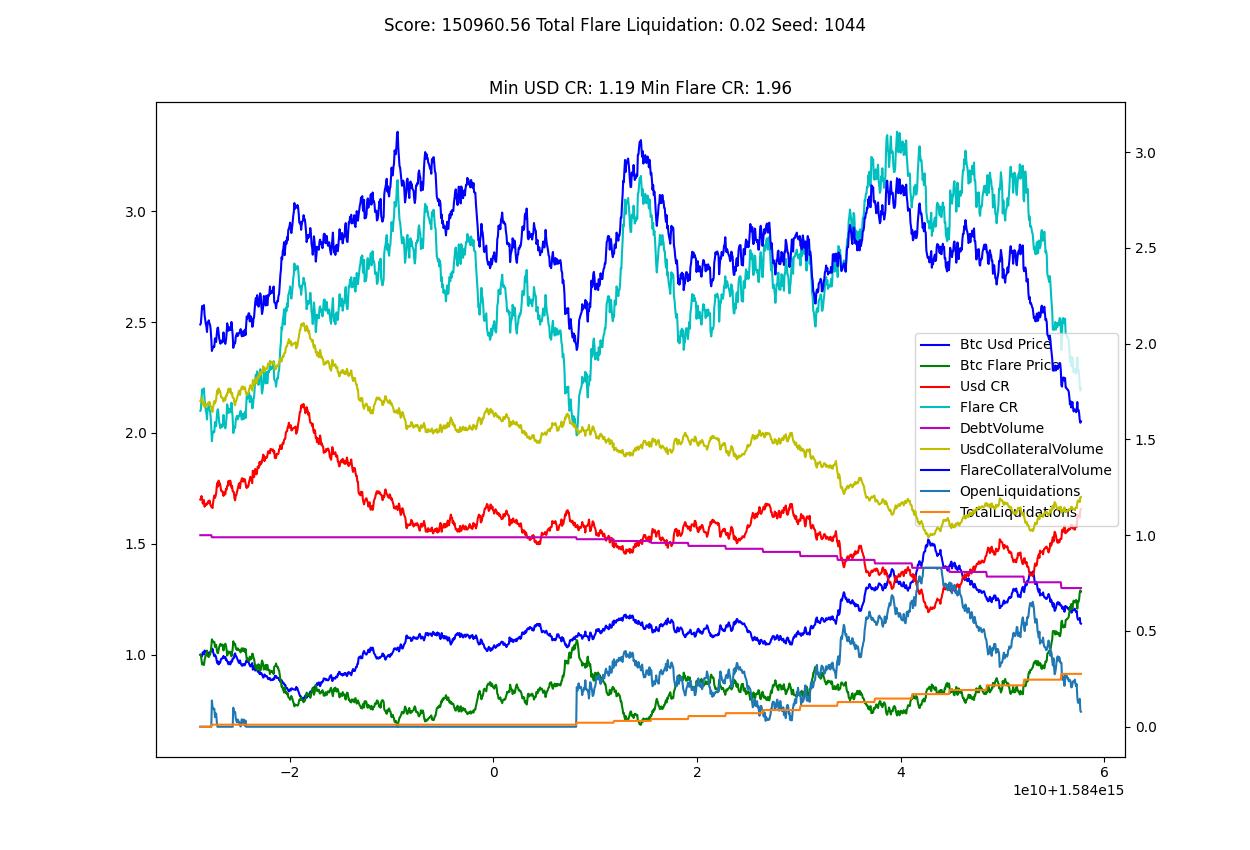 Score: 150960.56 Total Flare Liquidation: 0.02 Seed: 1044
Min USD CR: 1.19 Min Flare CR: 1.96
3.0
2.5
2.0
1.5
1.0
3.0
2.5
2.0
1.5
1.0
0.5
0.0
Btc Usd Price
Btc Flare Price
Usd CR
Flare CR
DebtVolume
UsdCollateralVolume
FlareCollateralVolume
OpenLiquidations
TotalLiquidations
−2 0 2 4 6
1e10+1.584e15